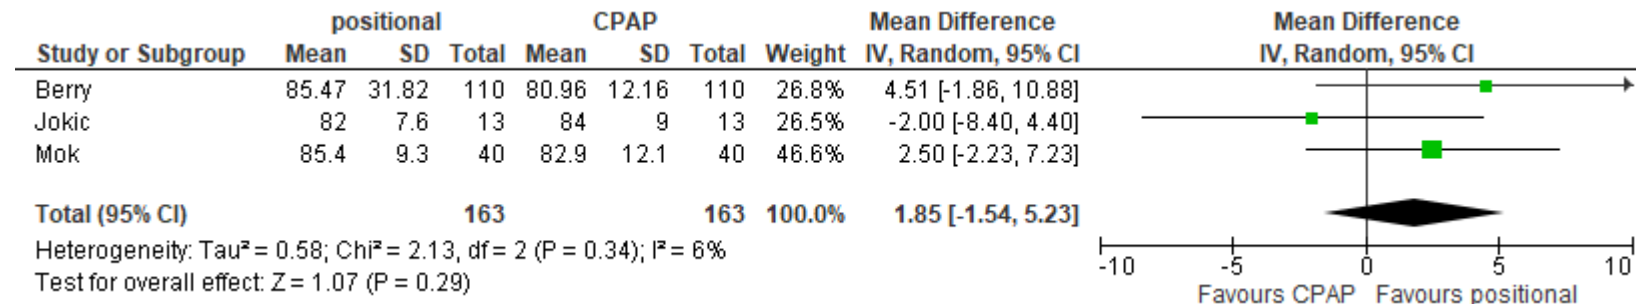 positional CPAP Mean Difference Mean Difference
Study or Subgroup Mean SD Total Mean SD Total Weight IV, Random, 95% CI IV, Random, 95% CI
Berry 85.47 31.82 110 80.96 12.16 110 26.8% 4.51 [-1.86, 10.88]
Jokic 82 7.6 13 84 9 13 26.5% -2.00 [-8.40, 4.40]
Mok 85.4 9.3 40 82.9 12.1 40 46.6% 2.50 [-2.23, 7.23]
Total (95% CI) 163 163 100.0% 1.85 [-1.54, 5.23]
Heterogeneity: Tau² = 0.58; Chi² = 2.13, df = 2 (P = 0.34); I² = 6%
Test for overall effect: Z = 1.07 (P = 0.29)
-10 -5 0 5 10
Favours CPAP Favours positional